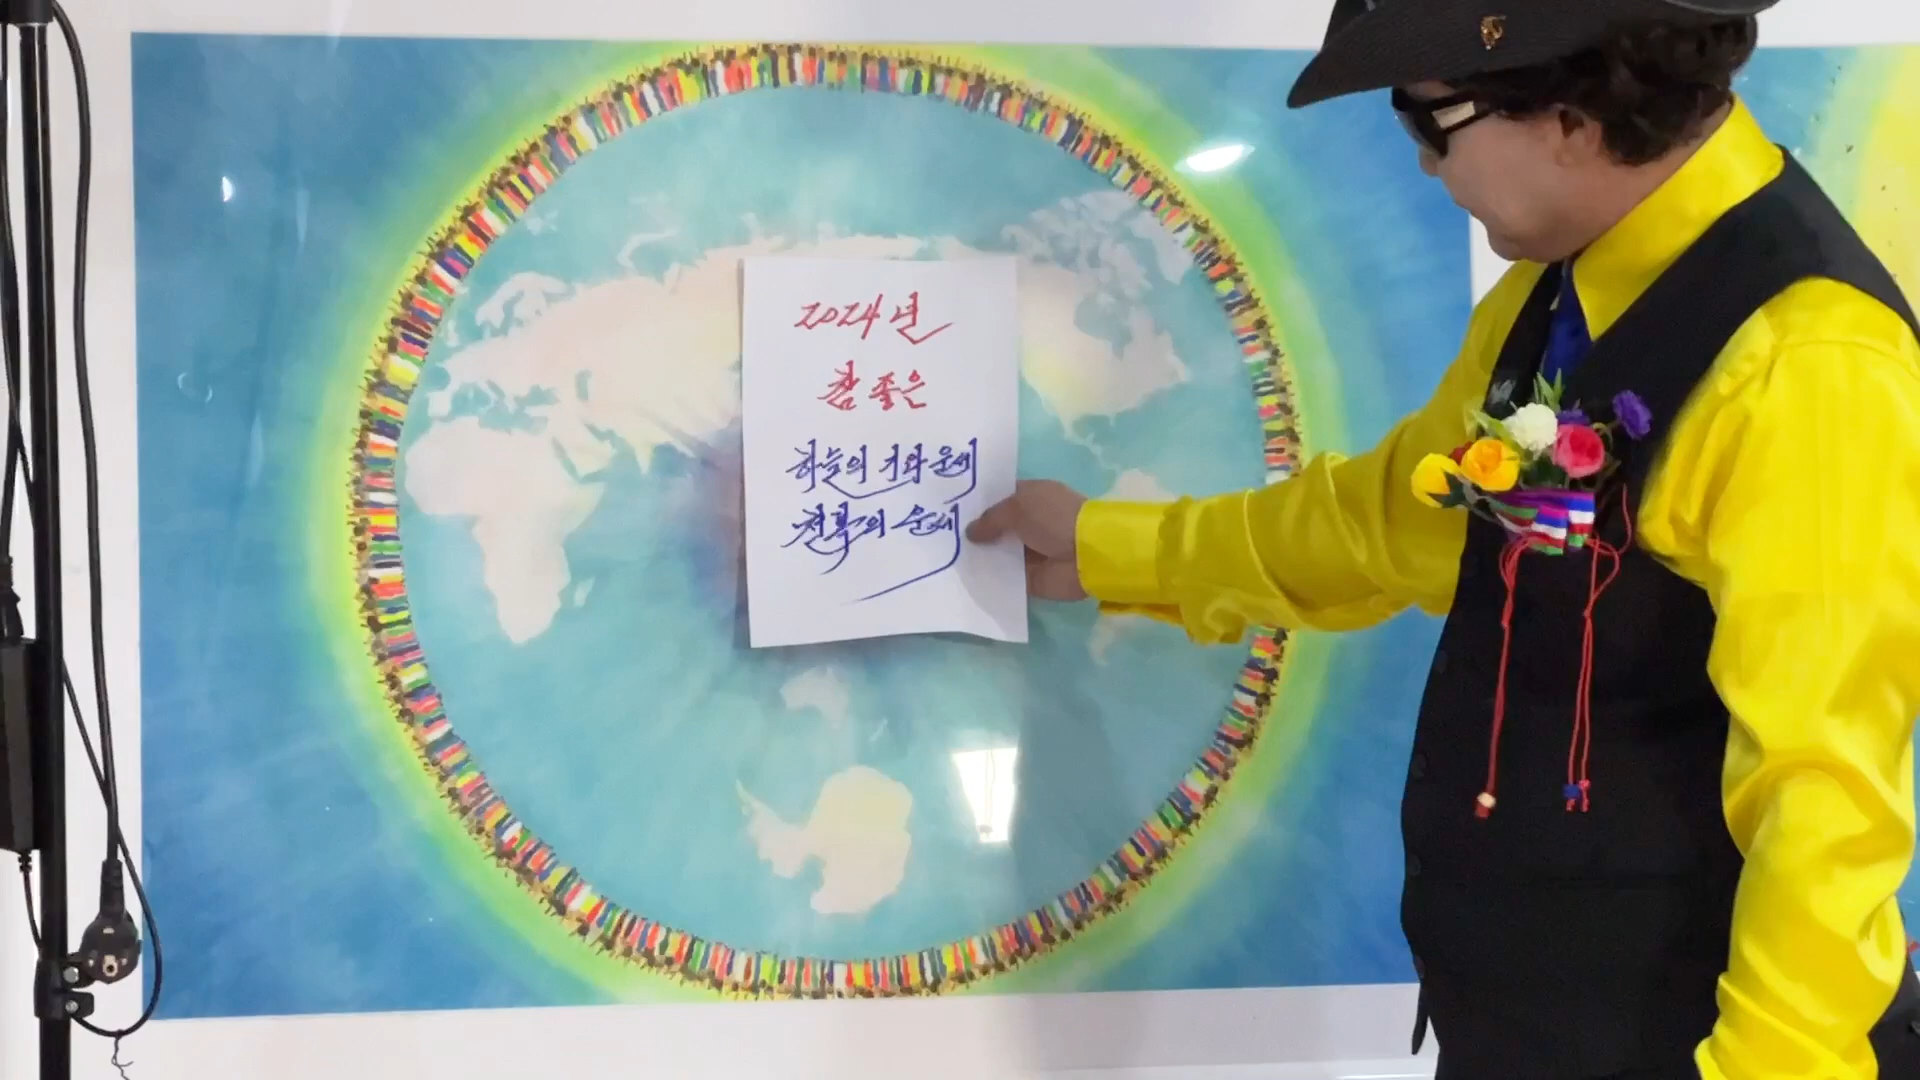 2024년
참 좋은
하늘의 기와 운세
천확의 운세